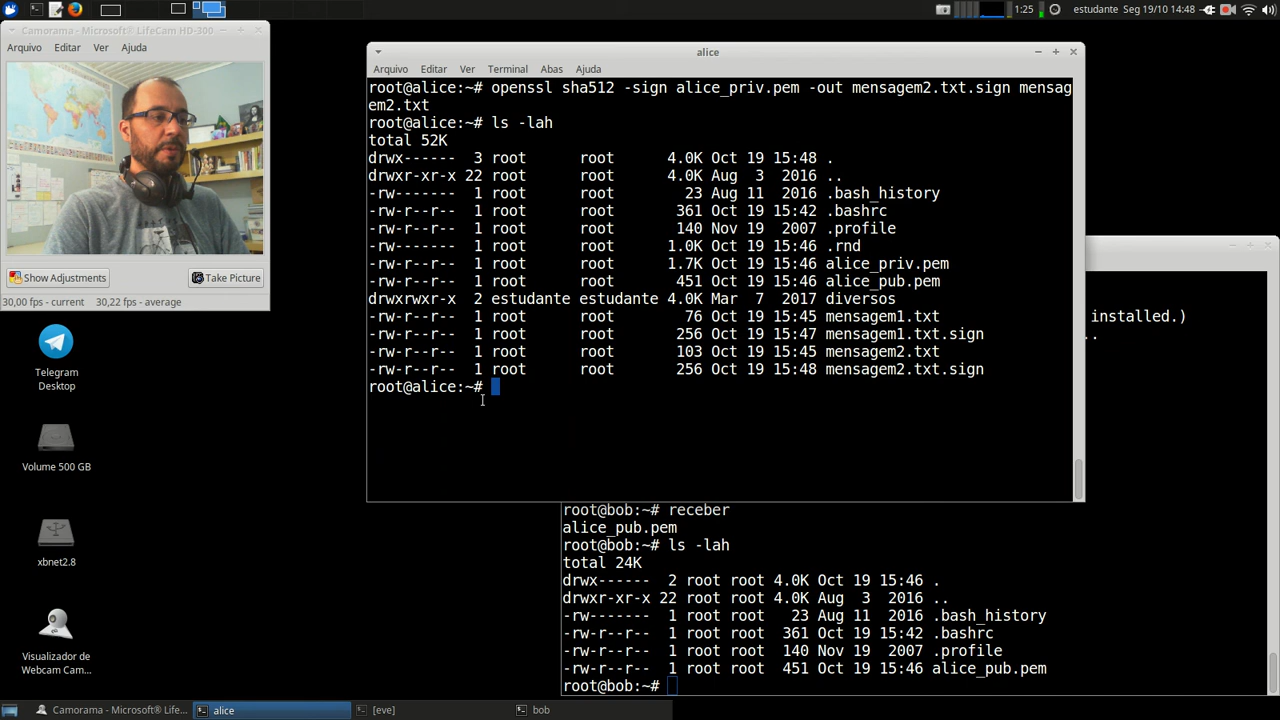 1:25
estudante Seg 19/10 14:48
Camorama - Microsoft® LifeCam HD-300
Arquivo Editar Ver Ajuda
Show Adjustments
Take Picture
30,00 fps - current 30,22 fps - average
Telegram
Desktop
Volume 500 GB
xbnet2.8
Visualizador de
Webcam Cam...
alice
Arquivo Editar Ver Terminal Abas Ajuda
root@alice:~# openssl sha512 -sign alice_priv.pem -out mensagem2.txt.sign mensag
em2.txt
root@alice:~# ls -lah
total 52K
drwx------ 3 root root 4.0K Oct 19 15:48 .
drwxr-xr-x 22 root root 4.0K Aug 3 2016 ..
-rw------- 1 root root 23 Aug 11 2016 .bash_history
-rw-r--r-- 1 root root 361 Oct 19 15:42 .bashrc
-rw-r--r-- 1 root root 140 Nov 19 2007 .profile
-rw-r--r-- 1 root root 1.0K Oct 19 15:46 .rnd
-rw-r--r-- 1 root root 1.7K Oct 19 15:46 alice_priv.pem
-rw-r--r-- 1 root root 451 Oct 19 15:46 alice_pub.pem
drwxrwxr-x 2 estudante estudante 4.0K Mar 7 2017 diversos
-rw-r--r-- 1 root root 76 Oct 19 15:42 mensagem1.txt
-rw-r--r-- 1 root root 256 Oct 19 15:47 mensagem1.txt.sign
-rw-r--r-- 1 root root 103 Oct 19 15:45 mensagem2.txt
-rw-r--r-- 1 root root 256 Oct 19 15:48 mensagem2.txt.sign
root@alice:~#
installed.)
..
root@bob:~# receber
alice_pub.pem
root@bob:~# ls -lah
total 24K
drwx------ 2 root root 4.0K Oct 19 15:46 .
drwxr-xr-x 22 root root 4.0K Aug 3 2016 ..
-rw------- 1 root root 23 Aug 11 2016 .bash_history
-rw-r--r-- 1 root root 361 Oct 19 15:42 .bashrc
-rw-r--r-- 1 root root 140 Nov 19 2007 .profile
-rw-r--r-- 1 root root 451 Oct 19 15:46 alice_pub.pem
root@bob:~#
Camorama - Microsoft® Life...
alice
[eve]
bob